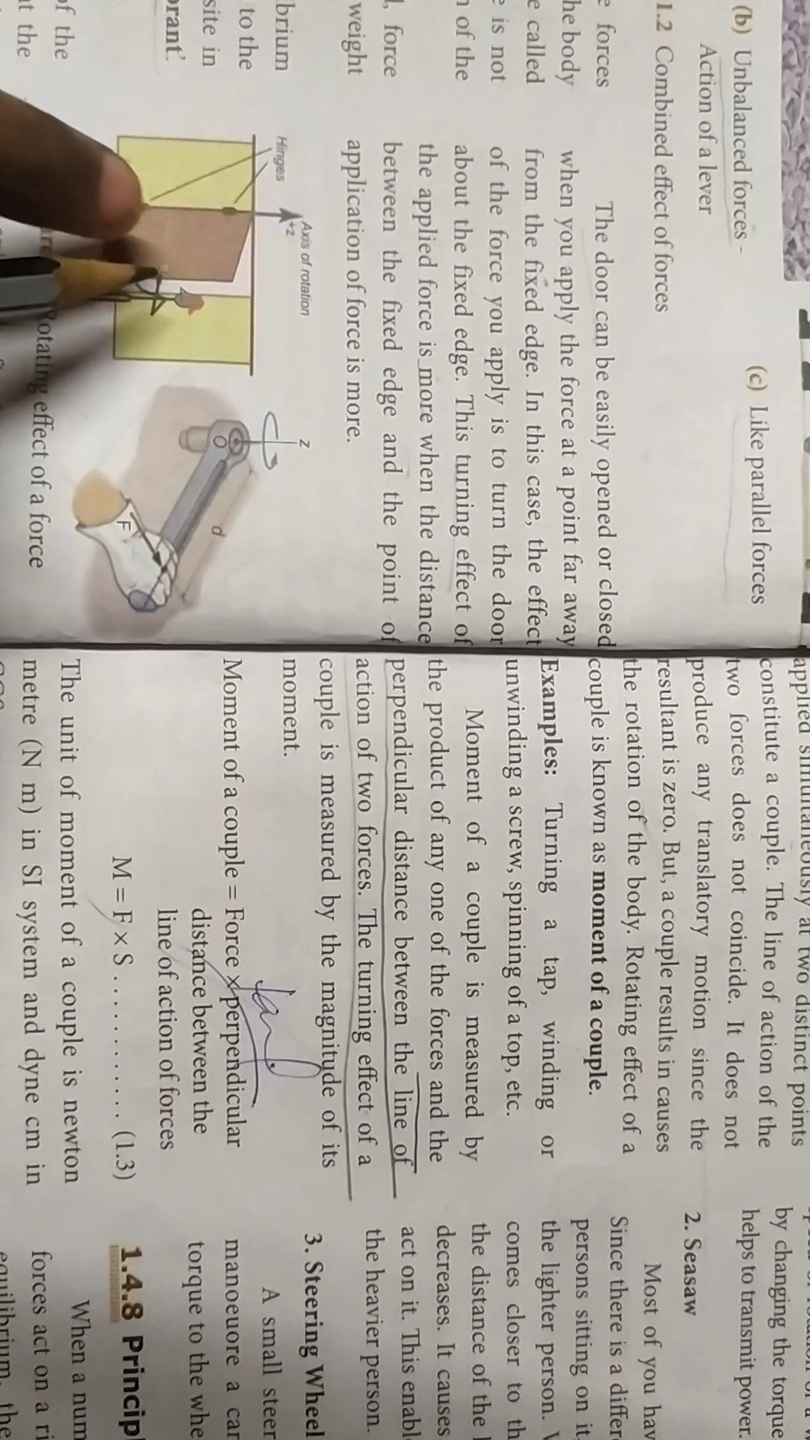 (b) Unbalanced forces -
Action of a lever
(c) Like parallel forces
1.2 Combined effect of forces
forces
he body
called
is not
of the
force
weight
brium
to the
site in
of the
the
The door can be easily opened or closed
when you apply the force at a point far away
from the fixed edge. In this case, the effect
of the force you apply is to turn the door
about the fixed edge. This turning effect of
the applied force is more when the distance
between the fixed edge and the point of
application of force is more.
Hinges
Axis of rotation
+z
z
O
d
F
Rotating effect of a force
applied simultaneously at two distinct points
constitute a couple. The line of action of the
two forces does not coincide. It does not
produce any translatory motion since the
resultant is zero. But, a couple results in causes
the rotation of the body. Rotating effect of a
couple is known as moment of a couple.
Examples: Turning a tap, winding or
unwinding a screw, spinning of a top, etc.
Moment of a couple is measured by
the product of any one of the forces and the
perpendicular distance between the line of
action of two forces. The turning effect of a
couple is measured by the magnitude of its
moment.
Moment of a couple = Force × perpendicular
distance between the
line of action of forces
M = F × S ............. (1.3)
The unit of moment of a couple is newton
metre (N m) in SI system and dyne cm in
by changing the torque
helps to transmit power.
2. Seasaw
Most of you hav
Since there is a differ
persons sitting on it
the lighter person.
comes closer to th
the distance of the
decreases. It causes
act on it. This enabl
the heavier person.
3. Steering Wheel
A small steer
manoeuore a car
torque to the whe
1.4.8 Princip
When a num
forces act on a ri
equilibrium, the